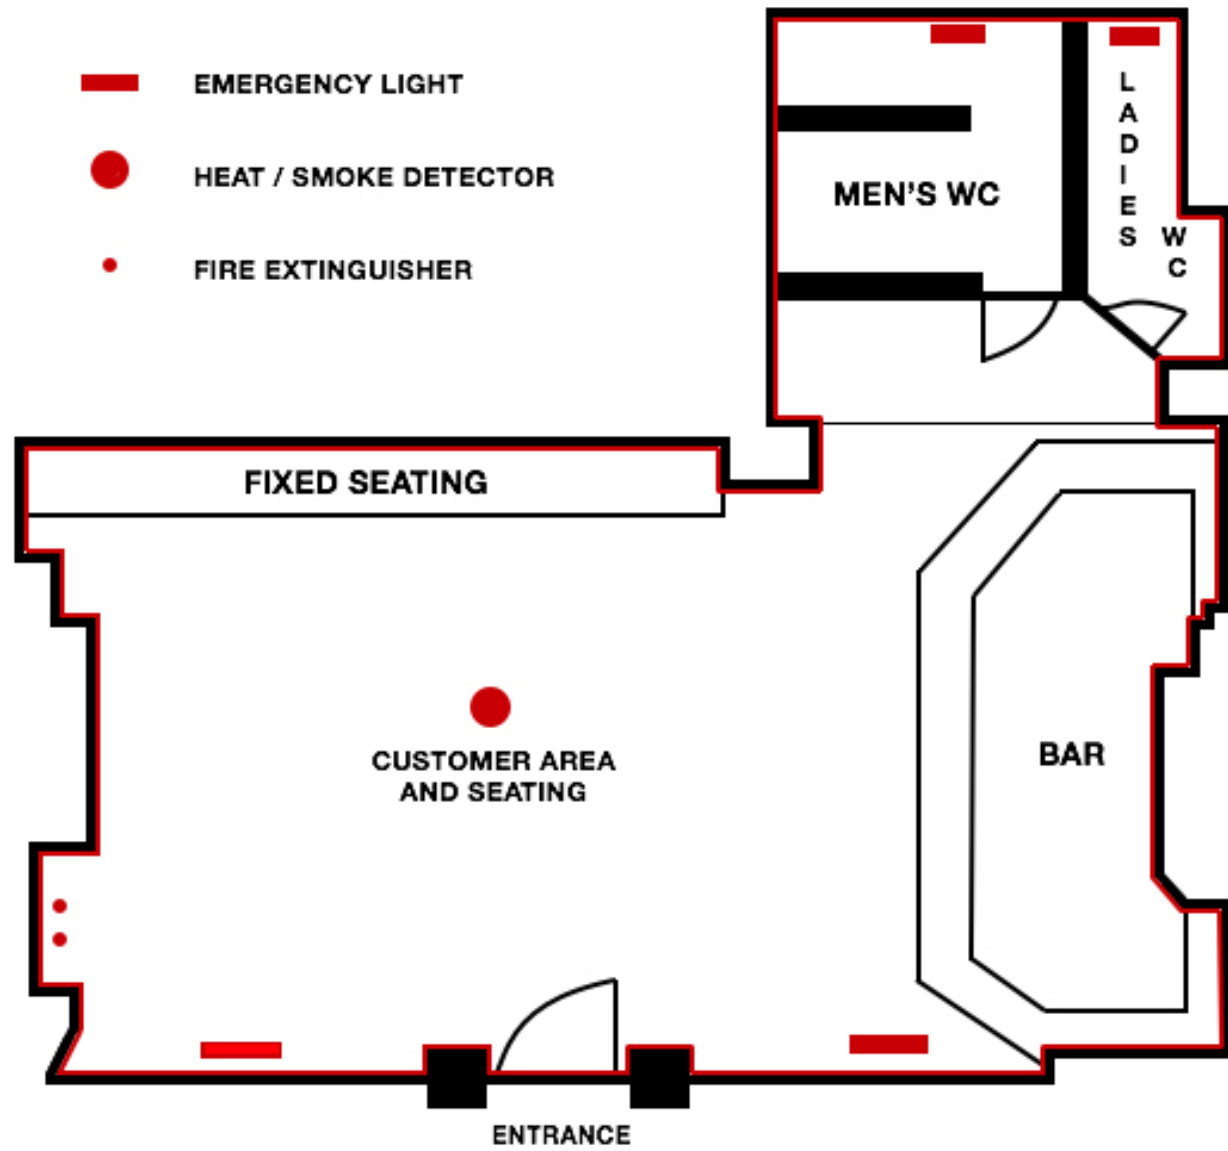 EMERGENCY LIGHT
HEAT / SMOKE DETECTOR
FIRE EXTINGUISHER
MEN'S WC
LADIES
WC
FIXED SEATING
CUSTOMER AREA
AND SEATING
BAR
ENTRANCE